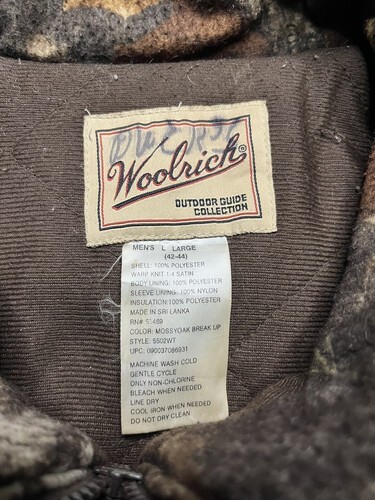 Woolrich®
OUTDOOR GUIDE
COLLECTION
MEN'S L LARGE
(42-44)
SHELL: 100% POLYESTER
WARP KNIT 1-4 SATIN
BODY LINING: 100% POLYESTER
SLEEVE LINING: 100% NYLON
INSULATION:100% POLYESTER
MADE IN SRI LANKA
RN#
COLOR: MOSSYOAK BREAK UP
STYLE: 5502WT
UPC: 090037086931
MACHINE WASH COLD
GENTLE CYCLE
ONLY NON-CHLORINE
BLEACH WHEN NEEDED
LINE DRY
COOL IRON WHEN NEEDED
DO NOT DRY CLEAN